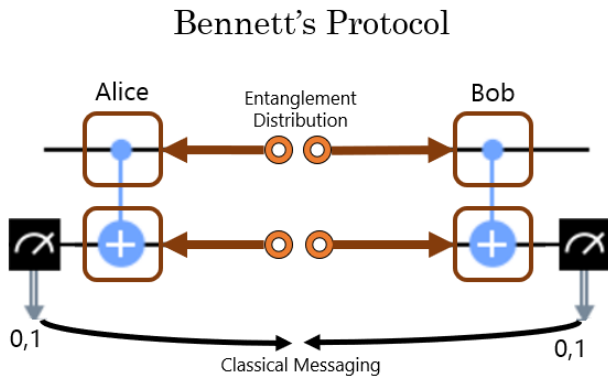 Bennett's Protocol
Alice
Entanglement
Distribution
Bob
0,1
0,1
Classical Messaging